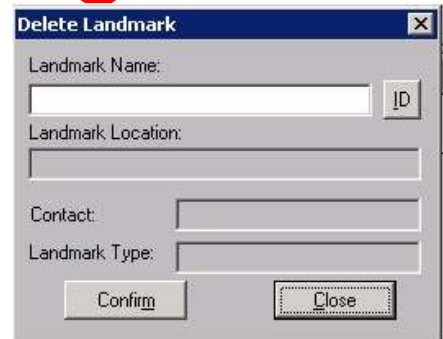 Delete Landmark
Landmark Name:
ID
Landmark Location:
Contact:
Landmark Type:
Confirm Close